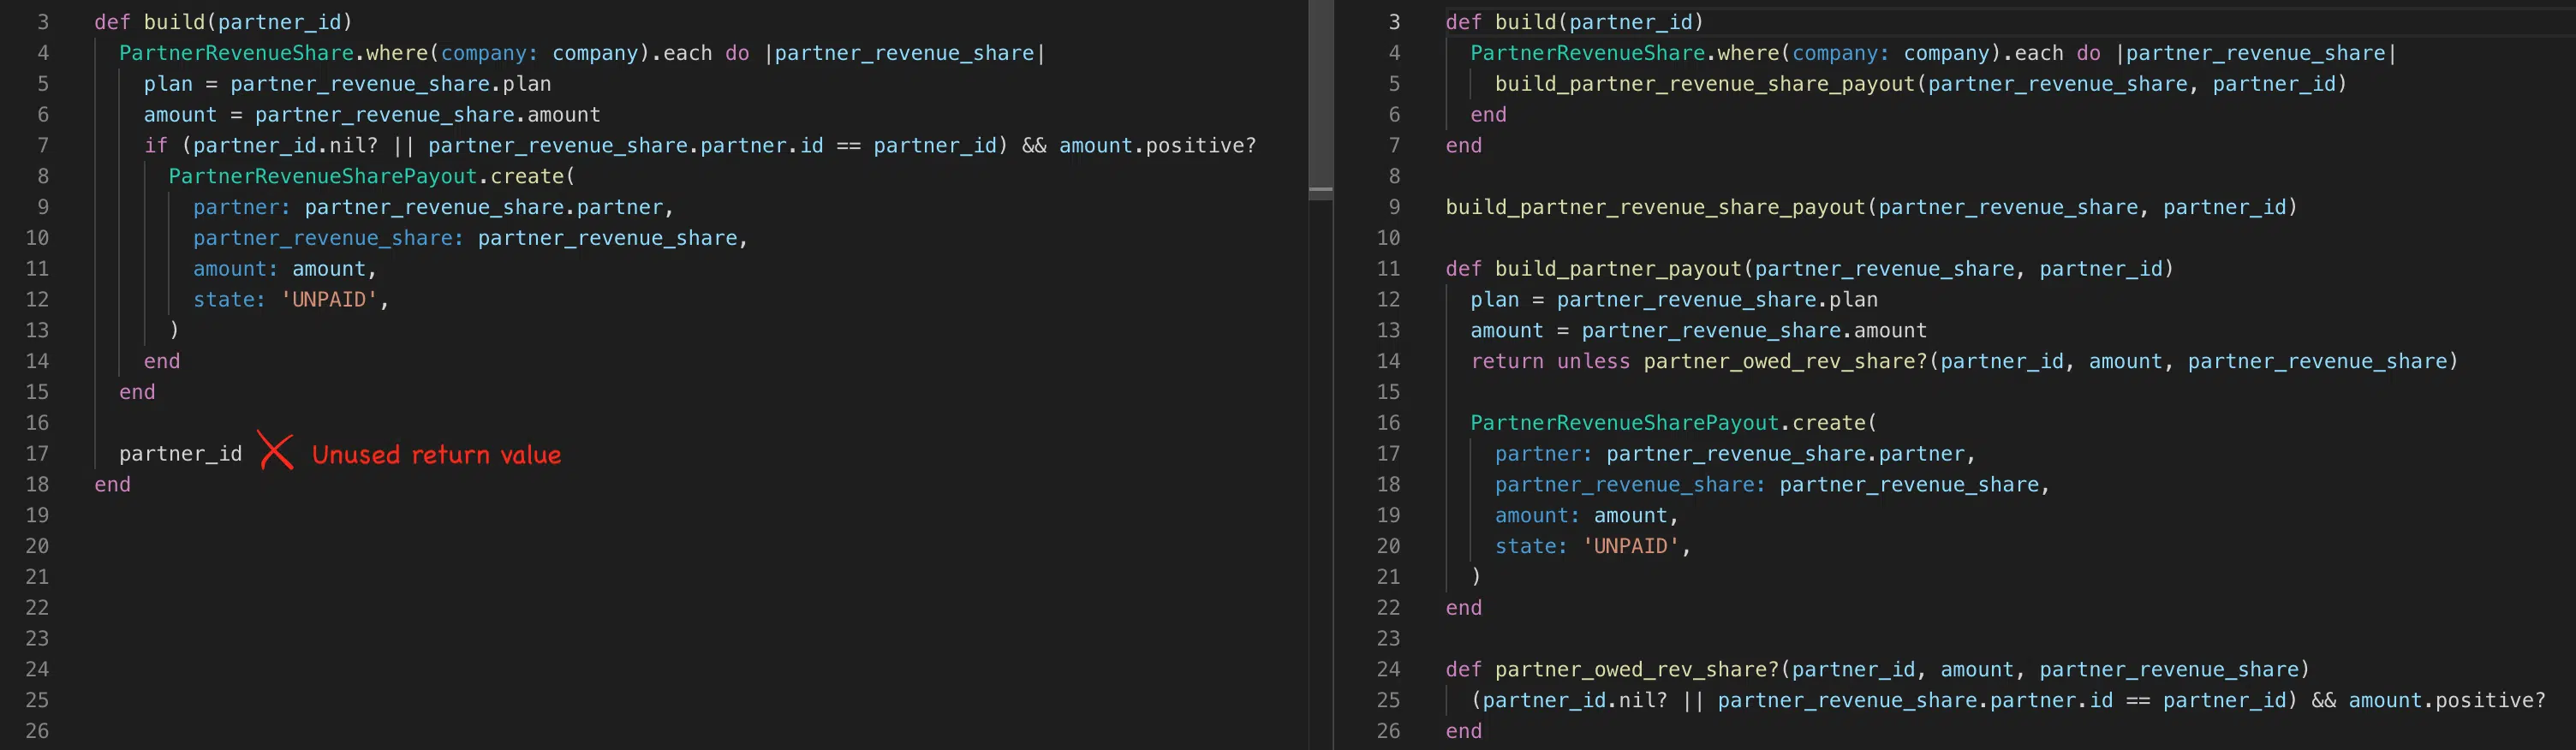 3 def build(partner_id)
4 PartnerRevenueShare.where(company: company).each do |partner_revenue_share|
5 plan = partner_revenue_share.plan
6 amount = partner_revenue_share.amount
7 if (partner_id.nil? || partner_revenue_share.partner.id == partner_id) && amount.positive?
8 PartnerRevenueSharePayout.create(
9 partner: partner_revenue_share.partner,
10 partner_revenue_share: partner_revenue_share,
11 amount: amount,
12 state: 'UNPAID',
13 )
14 end
15 end
16
17 partner_id Unused return value
18 end
19
20
21
22
23
24
25
26
3 def build(partner_id)
4 PartnerRevenueShare.where(company: company).each do |partner_revenue_share|
5 build_partner_revenue_share_payout(partner_revenue_share, partner_id)
6 end
7 end
8
9 build_partner_revenue_share_payout(partner_revenue_share, partner_id)
10
11 def build_partner_payout(partner_revenue_share, partner_id)
12 plan = partner_revenue_share.plan
13 amount = partner_revenue_share.amount
14 return unless partner_owed_rev_share?(partner_id, amount, partner_revenue_share)
15
16 PartnerRevenueSharePayout.create(
17 partner: partner_revenue_share.partner,
18 partner_revenue_share: partner_revenue_share,
19 amount: amount,
20 state: 'UNPAID',
21 )
22 end
23
24 def partner_owed_rev_share?(partner_id, amount, partner_revenue_share)
25 (partner_id.nil? || partner_revenue_share.partner.id == partner_id) && amount.positive?
26 end